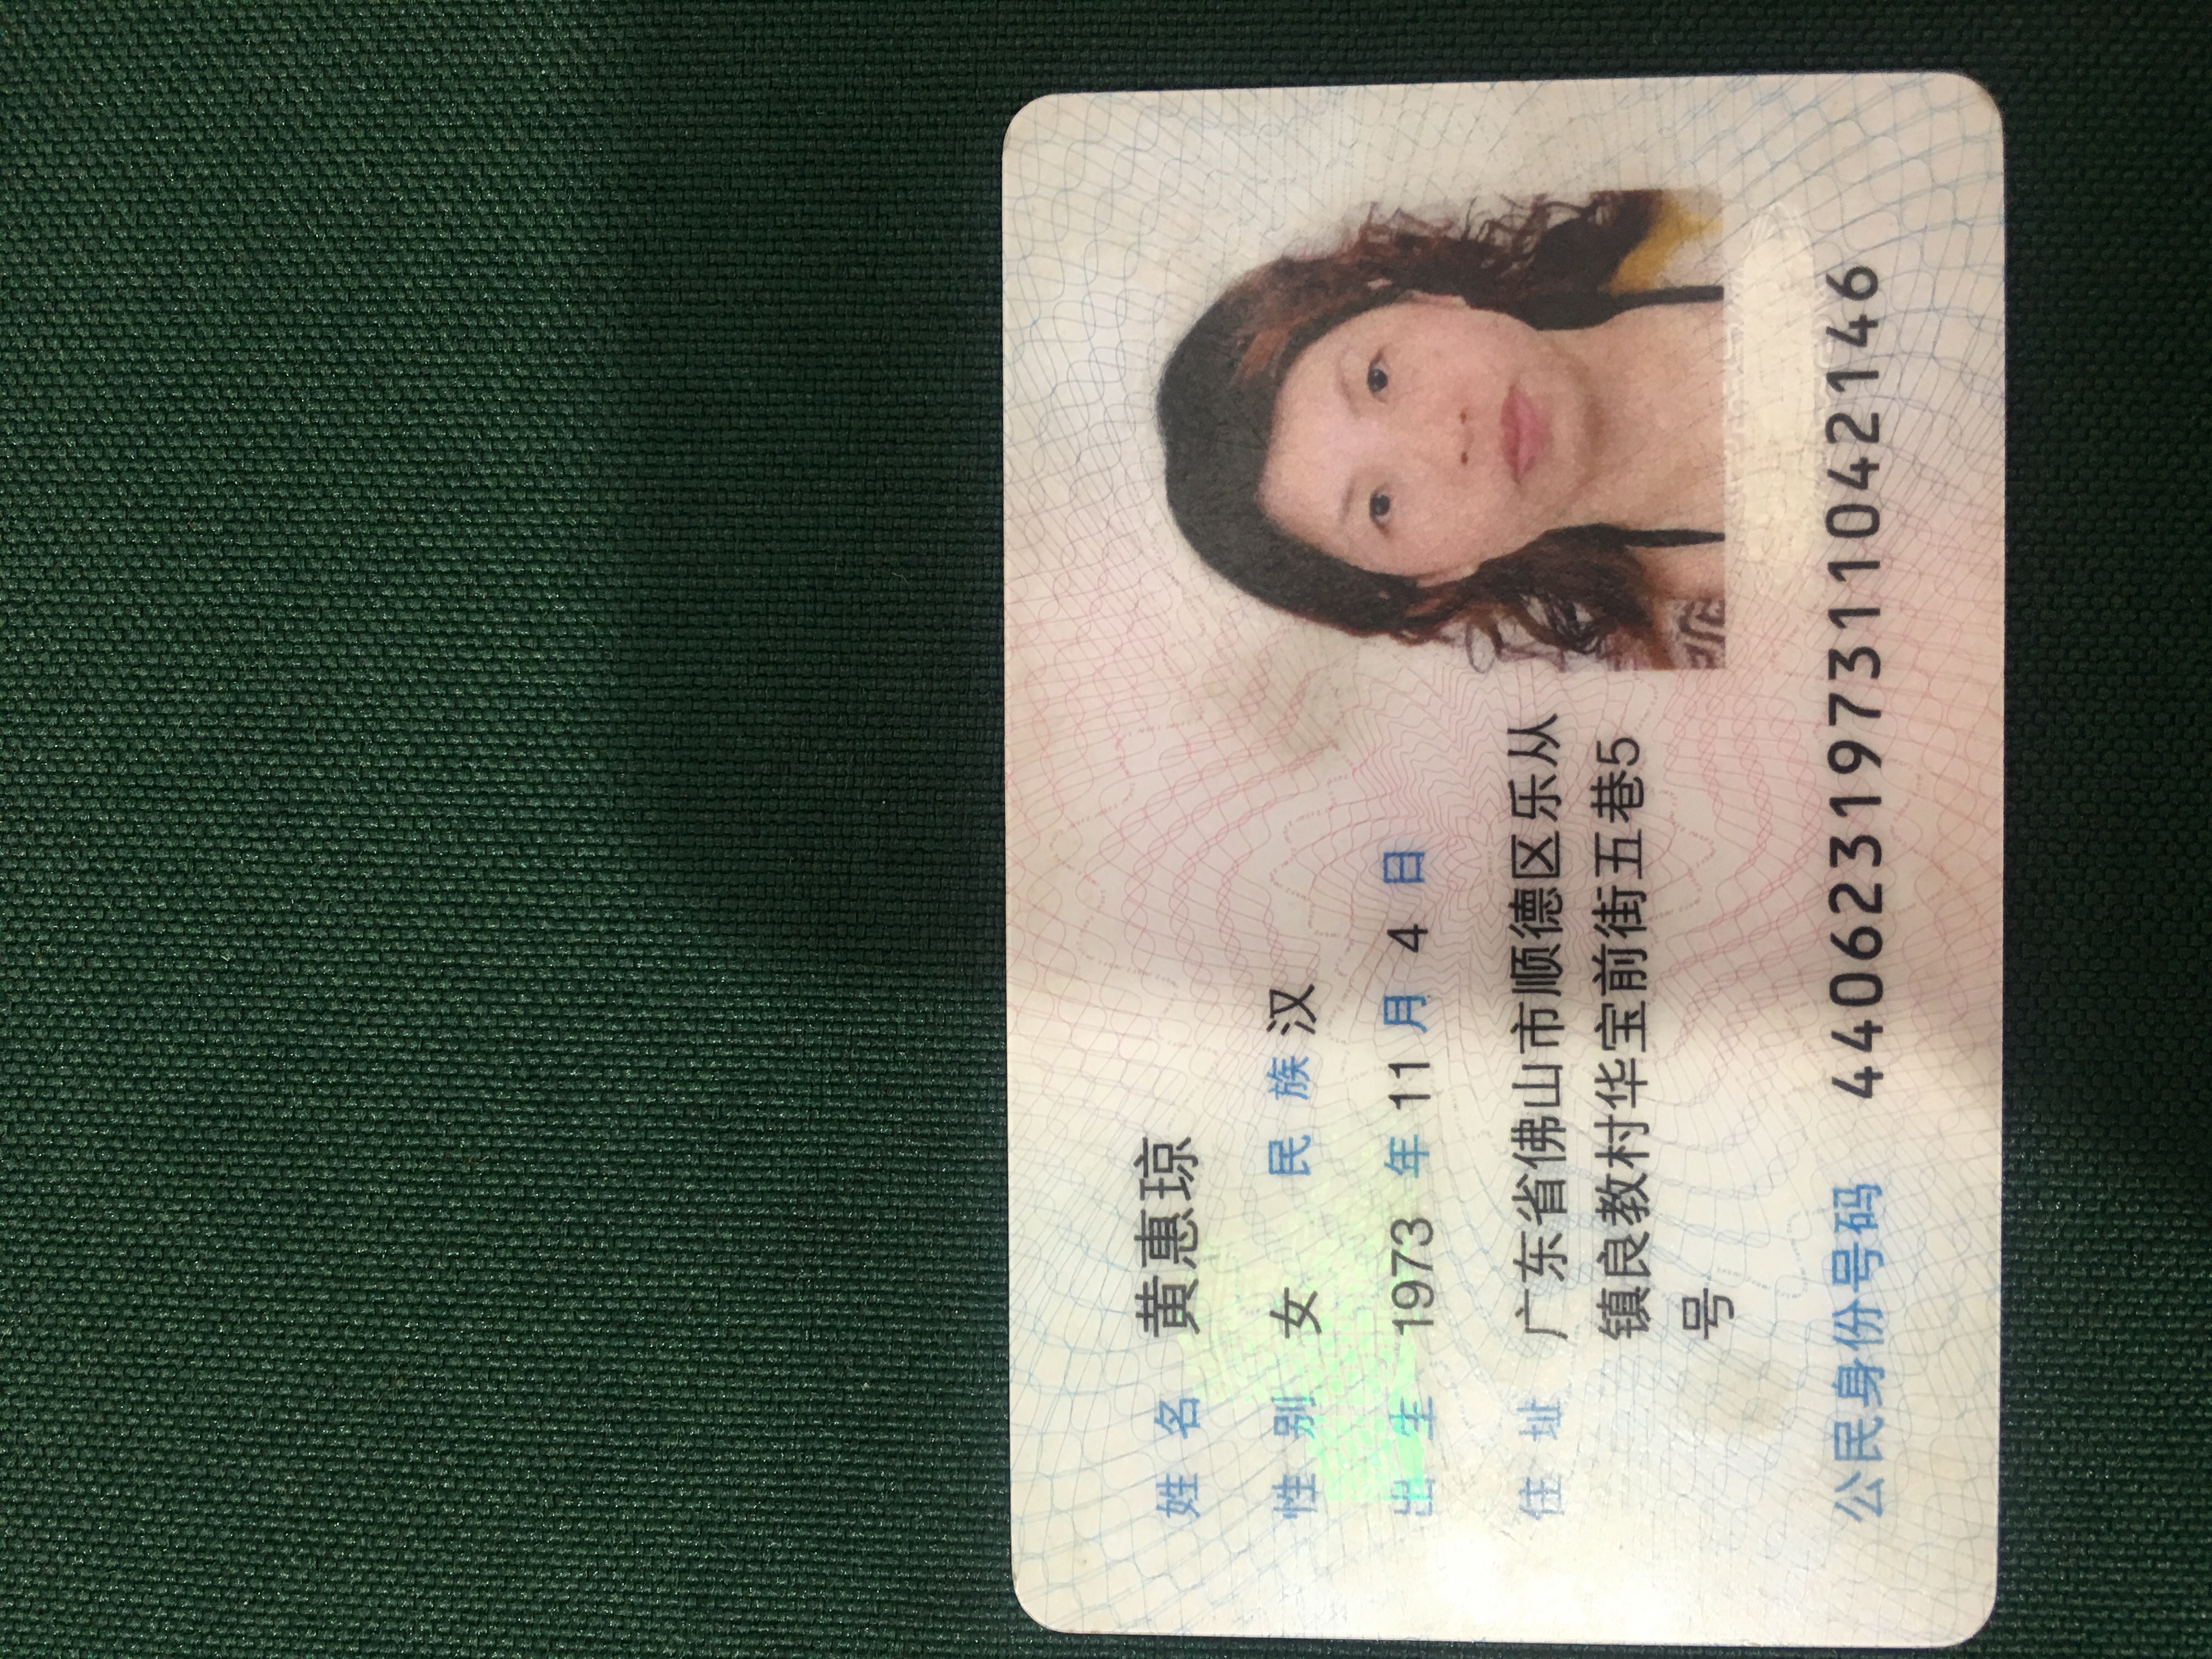 姓名 黄惠琼
性别 女 民族 汉
出生 1973 年 11 月 4 日
住址 广东省佛山市顺德区乐从
镇良教村华宝前街五巷5
号
公民身份号码 440623197311042146